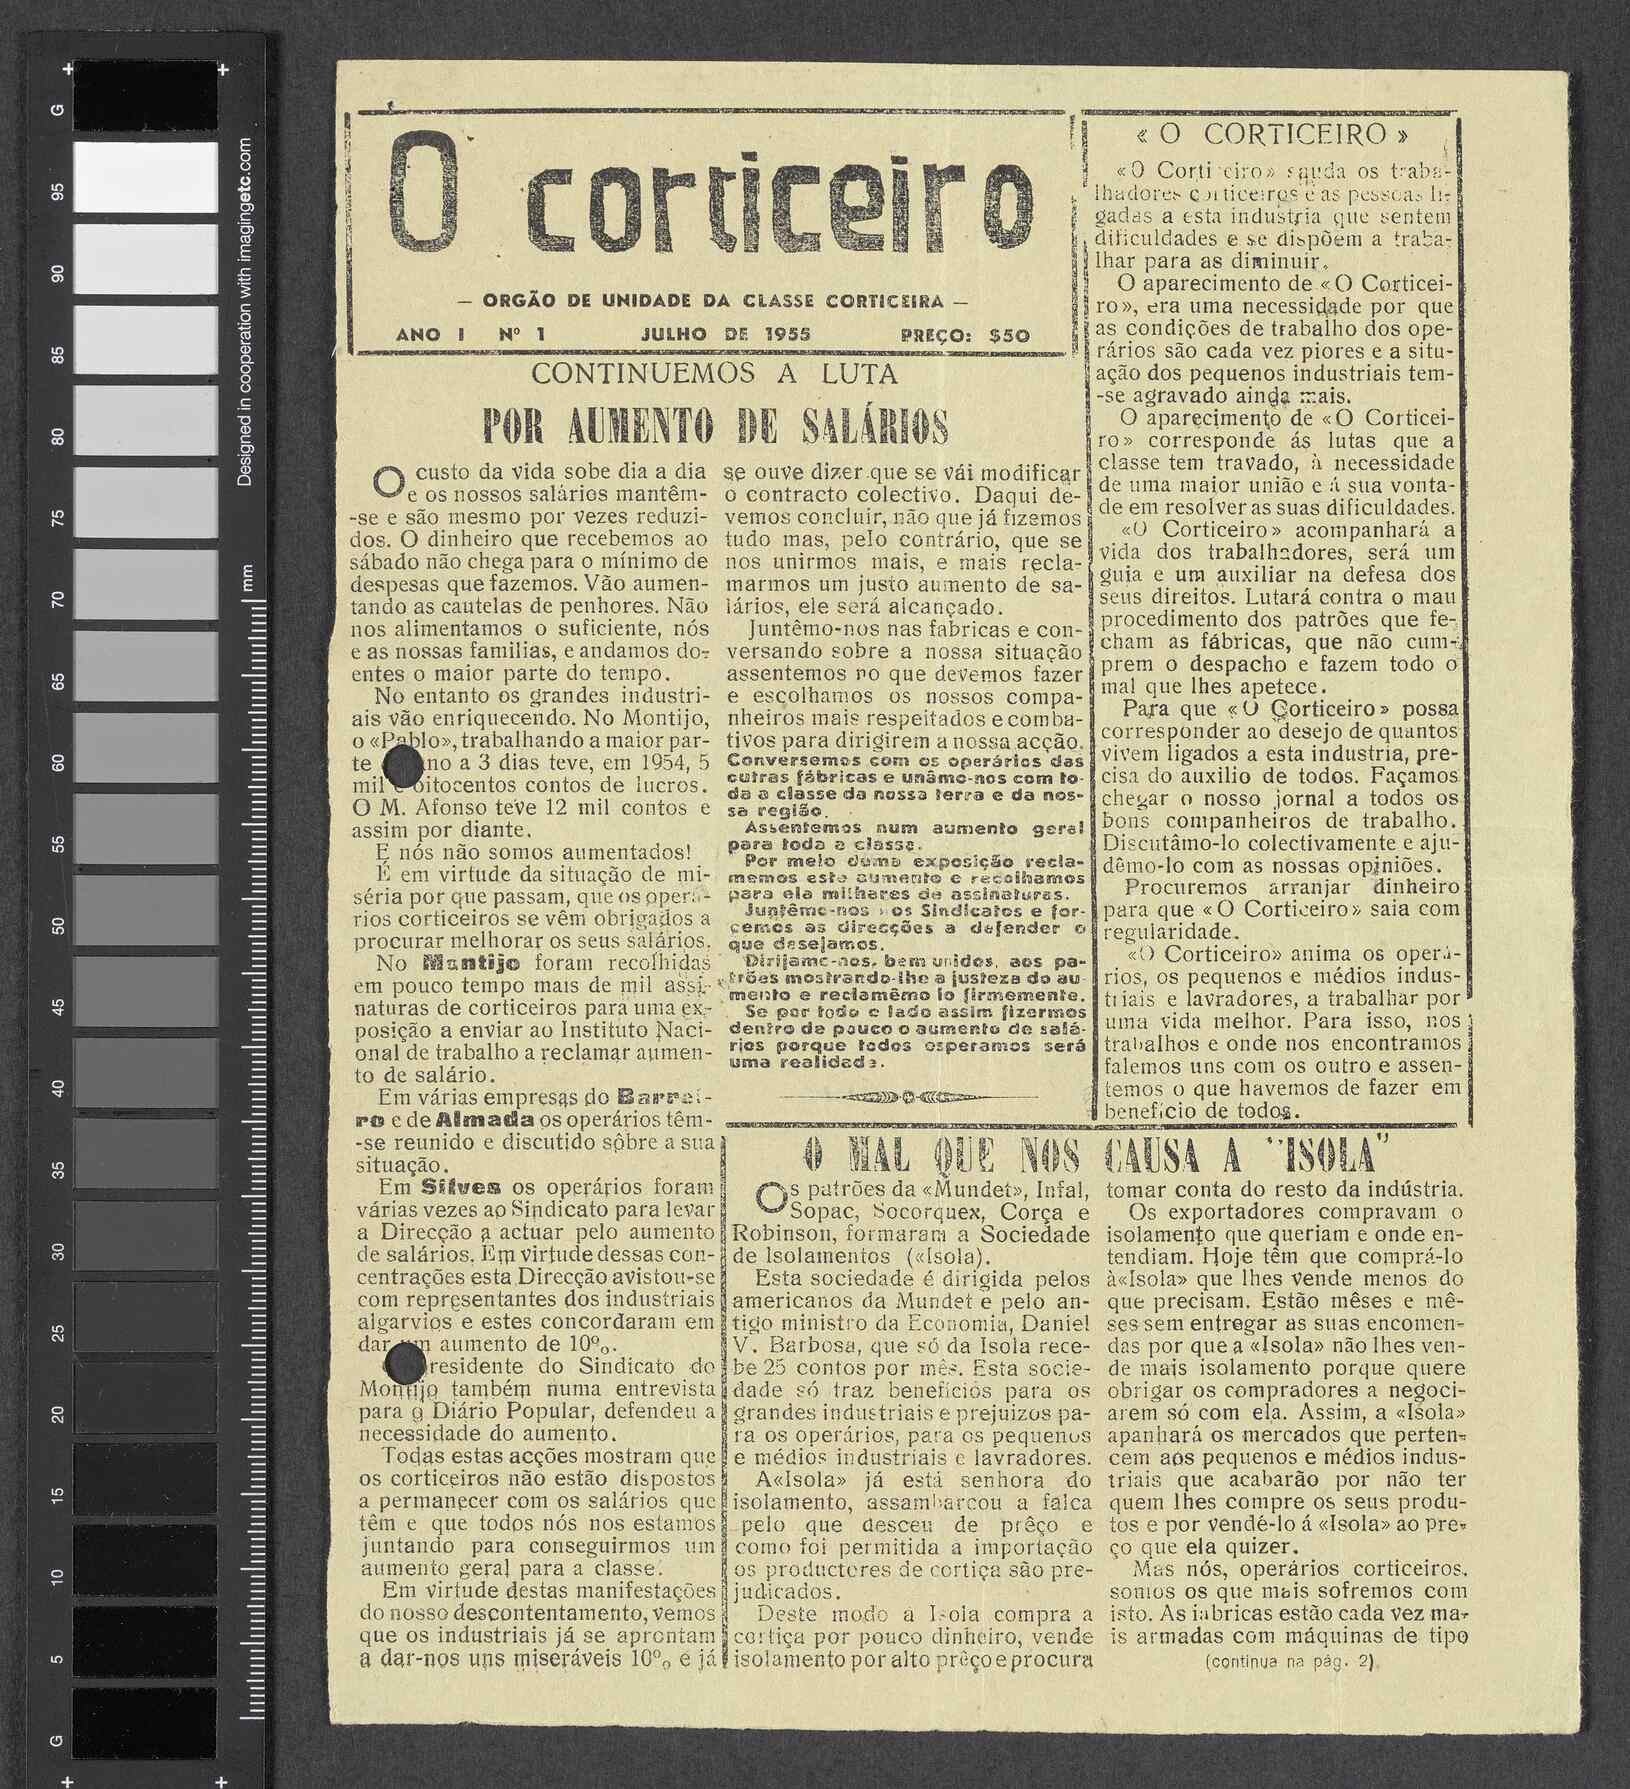 O corticeiro
— ORGÃO DE UNIDADE DA CLASSE CORTICEIRA —
ANO I Nº 1 JULHO DE 1955 PREÇO: $50
CONTINUEMOS A LUTA
POR AUMENTO DE SALÁRIOS
O custo da vida sobe dia a dia
e os nossos salários mantêm-
-se e são mesmo por vezes reduzi-
dos. O dinheiro que recebemos ao
sábado não chega para o mínimo de
despesas que fazemos. Vão aumen-
tando as cautelas de penhores. Não
nos alimentamos o suficiente, nós
e as nossas familias, e andamos do-
entes o maior parte do tempo.
No entanto os grandes industri-
ais vão enriquecendo. No Montijo,
o «Pablo», trabalhando a maior par-
te no a 3 dias teve, em 1954, 5
mil e oitocentos contos de lucros.
O M. Afonso teve 12 mil contos e
assim por diante.
E nós não somos aumentados!
É em virtude da situação de mi-
séria por que passam, que os operá-
rios corticeiros se vêm obrigados a
procurar melhorar os seus salários.
No Montijo foram recolhidas
em pouco tempo mais de mil assi-
naturas de corticeiros para uma ex-
posição a enviar ao Instituto Naci-
onal de trabalho a reclamar aumen-
to de salário.
Em várias empresas do Barrei-
ro e de Almada os operários têm-
-se reunido e discutido sôbre a sua
situação.
Em Silves os operários foram
várias vezes ao Sindicato para levar
a Direcção a actuar pelo aumento
de salários. Em virtude dessas con-
centrações esta Direcção avistou-se
com representantes dos industriais
algarvios e estes concordaram em
dar um aumento de 10%.
residente do Sindicato do
Montijo também numa entrevista
para o Diário Popular, defendeu a
necessidade do aumento.
Todas estas acções mostram que
os corticeiros não estão dispostos
a permanecer com os salários que
têm e que todos nós nos estamos
juntando para conseguirmos um
aumento geral para a classe.
Em virtude destas manifestações
do nosso descontentamento, vemos
que os industriais já se aprontam
a dar-nos uns miseráveis 10% e já
se ouve dizer que se vái modificar
o contracto colectivo. Daqui de-
vemos concluir, não que já fizemos
tudo mas, pelo contrário, que se
nos unirmos mais, e mais recla-
marmos um justo aumento de sa-
lários, ele será alcançado.
Juntêmo-nos nas fabricas e con-
versando sobre a nossa situação
assentemos no que devemos fazer
e escolhamos os nossos compa-
nheiros mais respeitados e comba-
tivos para dirigirem a nossa acção.
Conversemos com os operários das
outras fábricas e unâmo-nos com to-
da a classe da nossa terra e da nos-
sa região.
Assentemos num aumento geral
para toda a classe.
Por meio duma exposição recla-
memos este aumento e recolhamos
para ela milhares de assinaturas.
Juntêmo-nos nos Sindicatos e for-
cemos as direcções a defender o
que desejamos.
Dirijamo-nos, bem unidos, aos pa-
trões mostrando-lhe a justeza do au-
mento e reclamêmo lo firmemente.
Se por todo o lado assim fizermos
dentro de pouco o aumento de salá-
rios porque todos esperamos será
uma realidade.
« O CORTICEIRO »
«O Corticeiro» saúda os traba-
lhadores corticeiros e as pessoas li-
gadas a esta industria que sentem
dificuldades e se dispõem a traba-
lhar para as diminuir.
O aparecimento de «O Corticei-
ro», era uma necessidade por que
as condições de trabalho dos ope-
rários são cada vez piores e a situ-
ação dos pequenos industriais tem-
-se agravado ainda mais.
O aparecimento de «O Corticei-
ro» corresponde ás lutas que a
classe tem travado, à necessidade
de uma maior união e á sua vonta-
de em resolver as suas dificuldades.
«O Corticeiro» acompanhará a
vida dos trabalhadores, será um
guia e um auxiliar na defesa dos
seus direitos. Lutará contra o mau
procedimento dos patrões que fe-
cham as fábricas, que não cum-
prem o despacho e fazem todo o
mal que lhes apetece.
Para que «O Corticeiro» possa
corresponder ao desejo de quantos
vivem ligados a esta industria, pre-
cisa do auxilio de todos. Façamos
chegar o nosso jornal a todos os
bons companheiros de trabalho.
Discutâmo-lo colectivamente e aju-
dêmo-lo com as nossas opiniões.
Procuremos arranjar dinheiro
para que «O Corticeiro» saia com
regularidade.
«O Corticeiro» anima os operá-
rios, os pequenos e médios indus-
triais e lavradores, a trabalhar por
uma vida melhor. Para isso, nos
trabalhos e onde nos encontramos
falemos uns com os outro e assen-
temos o que havemos de fazer em
benefício de todos.
O MAL QUE NOS CAUSA A "ISOLA"
Os patrões da «Mundet», Infal,
Sopac, Socorquex, Corça e
Robinson, formaram a Sociedade
de Isolamentos («Isola).
Esta sociedade é dirigida pelos
americanos da Mundet e pelo an-
tigo ministro da Economia, Daniel
V. Barbosa, que só da Isola rece-
be 25 contos por mês. Esta socie-
dade só traz benefícios para os
grandes industriais e prejuizos pa-
ra os operários, para os pequenos
e médios industriais e lavradores.
A«Isola» já está senhora do
isolamento, assambarcou a falca
pelo que desceu de prêço e
como foi permitida a importação
os productores de cortiça são pre-
judicados.
Deste modo a Isola compra a
cortiça por pouco dinheiro, vende
isolamento por alto prêço e procura
tomar conta do resto da indústria.
Os exportadores compravam o
isolamento que queriam e onde en-
tendiam. Hoje têm que comprá-lo
à«Isola» que lhes vende menos do
que precisam. Estão mêses e mê-
ses sem entregar as suas encomen-
das por que a «Isola» não lhes ven-
de mais isolamento porque quere
obrigar os compradores a negoci-
arem só com ela. Assim, a «Isola»
apanhará os mercados que perten-
cem aos pequenos e médios indus-
triais que acabarão por não ter
quem lhes compre os seus produ-
tos e por vendê-lo á «Isola» ao pre-
ço que ela quizer.
Mas nós, operários corticeiros,
somos os que mais sofremos com
isto. As fabricas estão cada vez ma-
is armadas com máquinas de tipo
(continua na pág. 2)
Designed in cooperation with imagingetc.com
mm
G
95
90
85
80
75
70
65
60
55
50
45
40
35
30
25
20
15
10
5
G